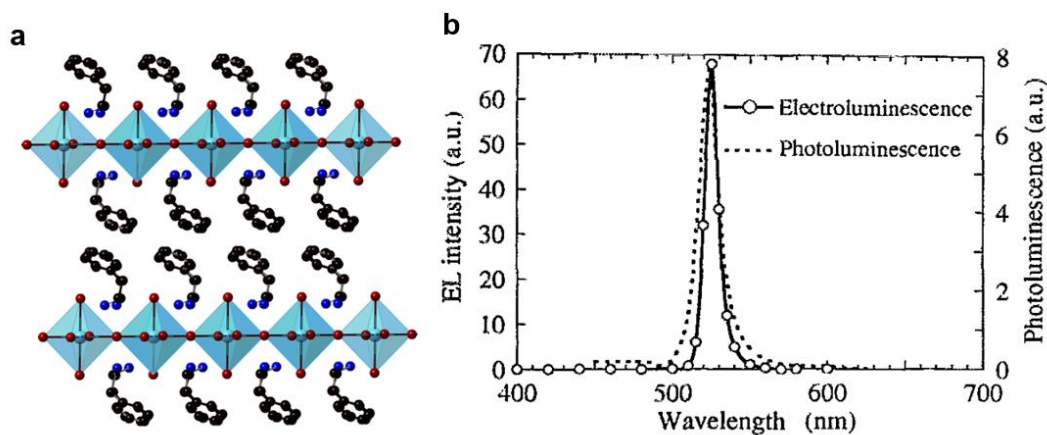 a
b
EL intensity (a.u.)
70
60
50
40
30
20
10
0
Electroluminescence
Photoluminescence
8
6
4
2
0
Photoluminescence (a.u.)
400
500
600
700
Wavelength (nm)